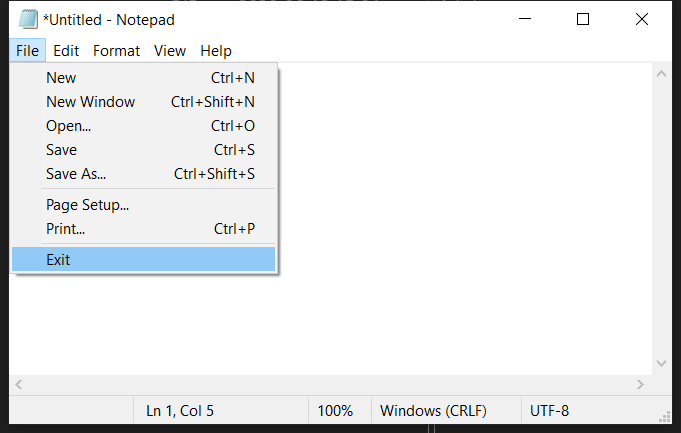 *Untitled - Notepad
File Edit Format View Help
New Ctrl+N
New Window Ctrl+Shift+N
Open... Ctrl+O
Save Ctrl+S
Save As... Ctrl+Shift+S
Page Setup...
Print... Ctrl+P
Exit
Ln 1, Col 5 100% Windows (CRLF) UTF-8